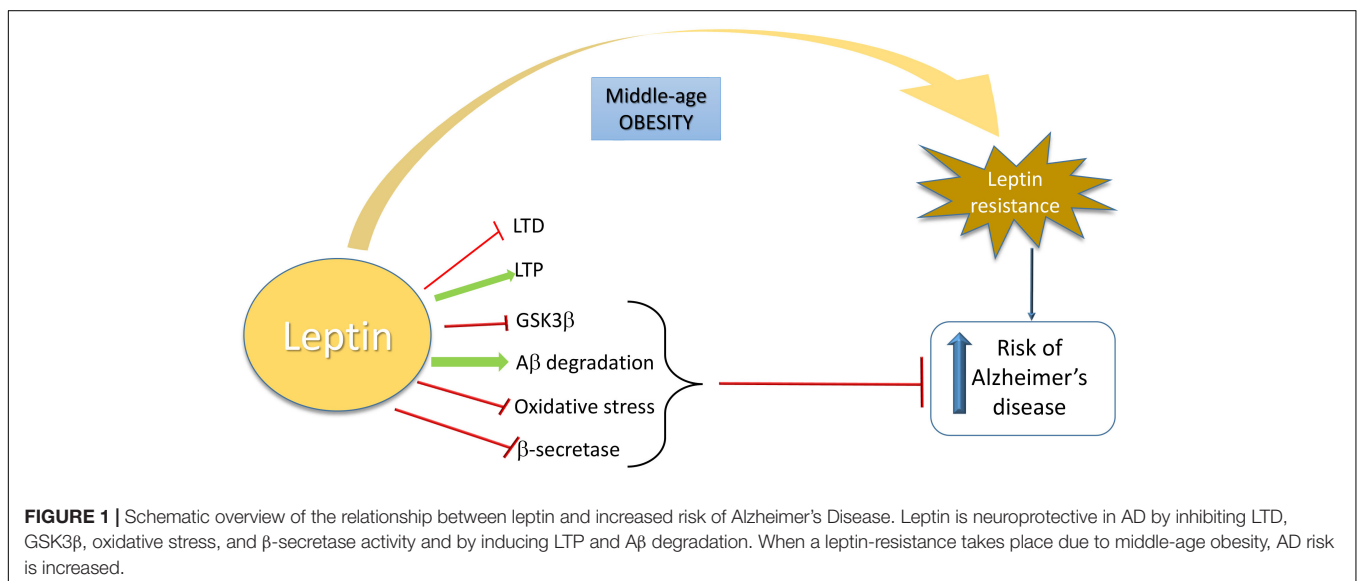 Middle-age
OBESITY
Leptin
resistance
LTD
LTP
GSK3β
Leptin
Aβ degradation
Oxidative stress
β-secretase
Risk of
Alzheimer's
disease
FIGURE 1 | Schematic overview of the relationship between leptin and increased risk of Alzheimer's Disease. Leptin is neuroprotective in AD by inhibiting LTD,
GSK3β, oxidative stress, and β-secretase activity and by inducing LTP and Aβ degradation. When a leptin-resistance takes place due to middle-age obesity, AD risk
is increased.